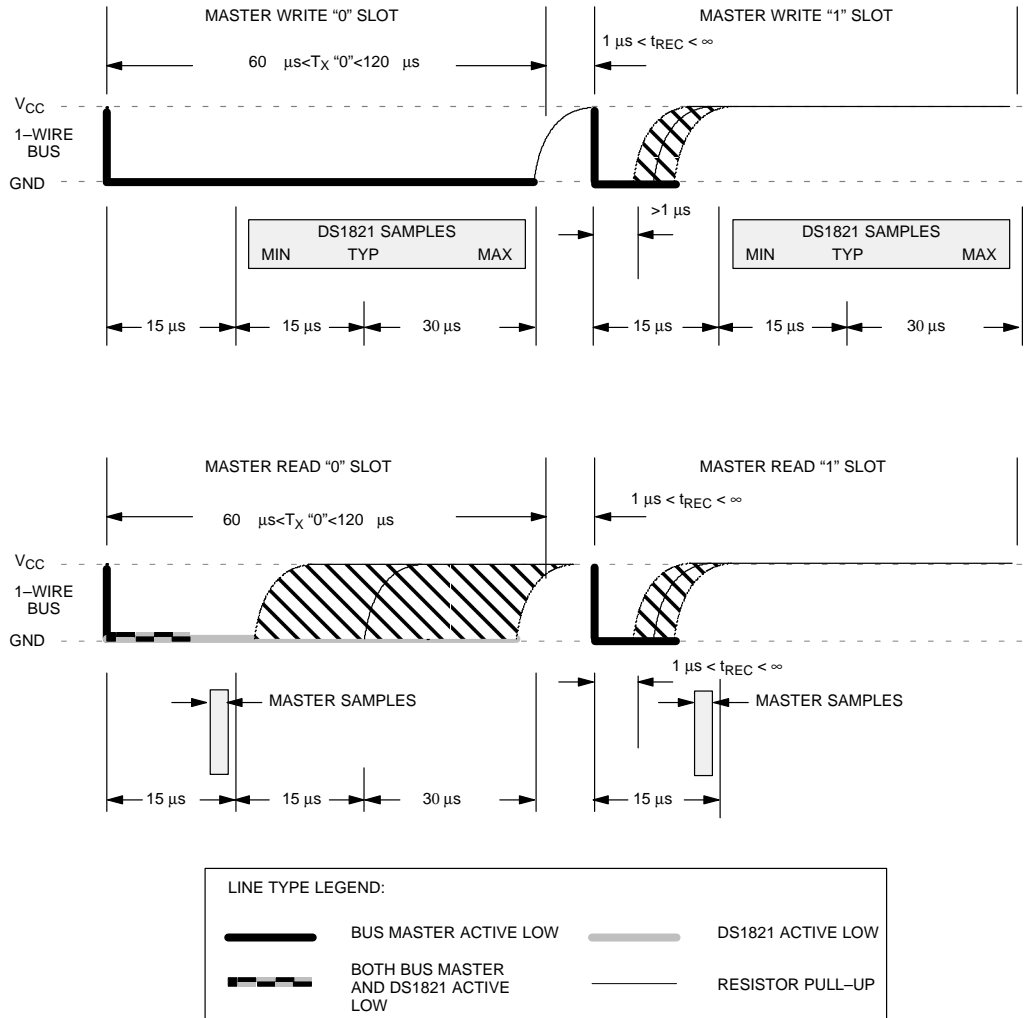 MASTER WRITE “0” SLOT
MASTER WRITE “1” SLOT
60 μs<TX “0”<120 μs
1 μs < tREC < ∞
VCC
1–WIRE
BUS
GND
>1 μs
DS1821 SAMPLES
MIN TYP MAX
DS1821 SAMPLES
MIN TYP MAX
15 μs 15 μs 30 μs
15 μs 15 μs 30 μs
MASTER READ “0” SLOT
MASTER READ “1” SLOT
60 μs<TX “0”<120 μs
1 μs < tREC < ∞
VCC
1–WIRE
BUS
GND
1 μs < tREC < ∞
MASTER SAMPLES
MASTER SAMPLES
15 μs 15 μs 30 μs
15 μs
LINE TYPE LEGEND:
BUS MASTER ACTIVE LOW
DS1821 ACTIVE LOW
BOTH BUS MASTER
AND DS1821 ACTIVE
LOW
RESISTOR PULL–UP